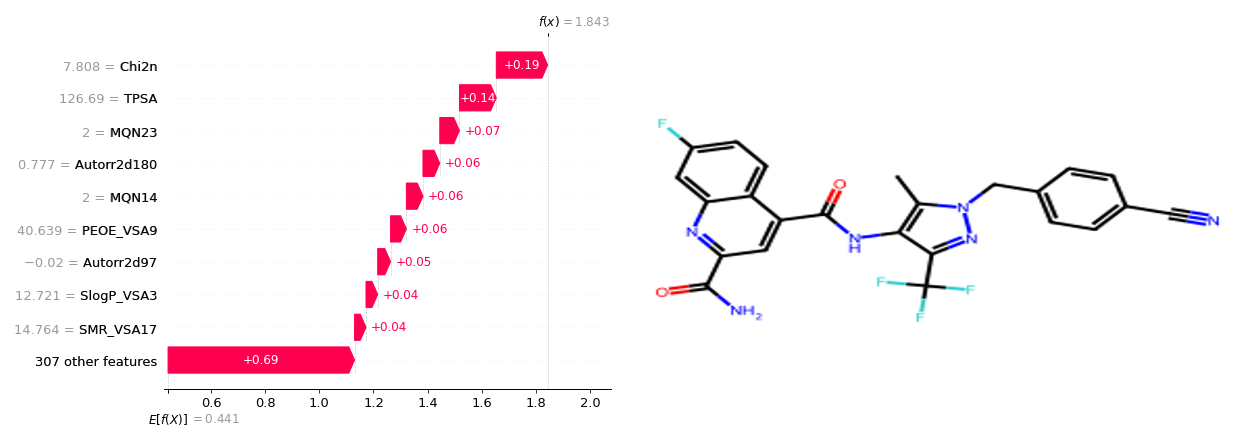 f(x) = 1.843
7.808 = Chi2n
+0.19
126.69 = TPSA
+0.14
2 = MQN23
+0.07
0.777 = Autorr2d180
+0.06
2 = MQN14
+0.06
40.639 = PEOE_VSA9
+0.06
−0.02 = Autorr2d97
+0.05
12.721 = SlogP_VSA3
+0.04
14.764 = SMR_VSA17
+0.04
307 other features
+0.69
0.6 0.8 1.0 1.2 1.4 1.6 1.8 2.0
E[f(X)] = 0.441
F
O
N
N
N
N
H
N
F
F
F
O
NH₂